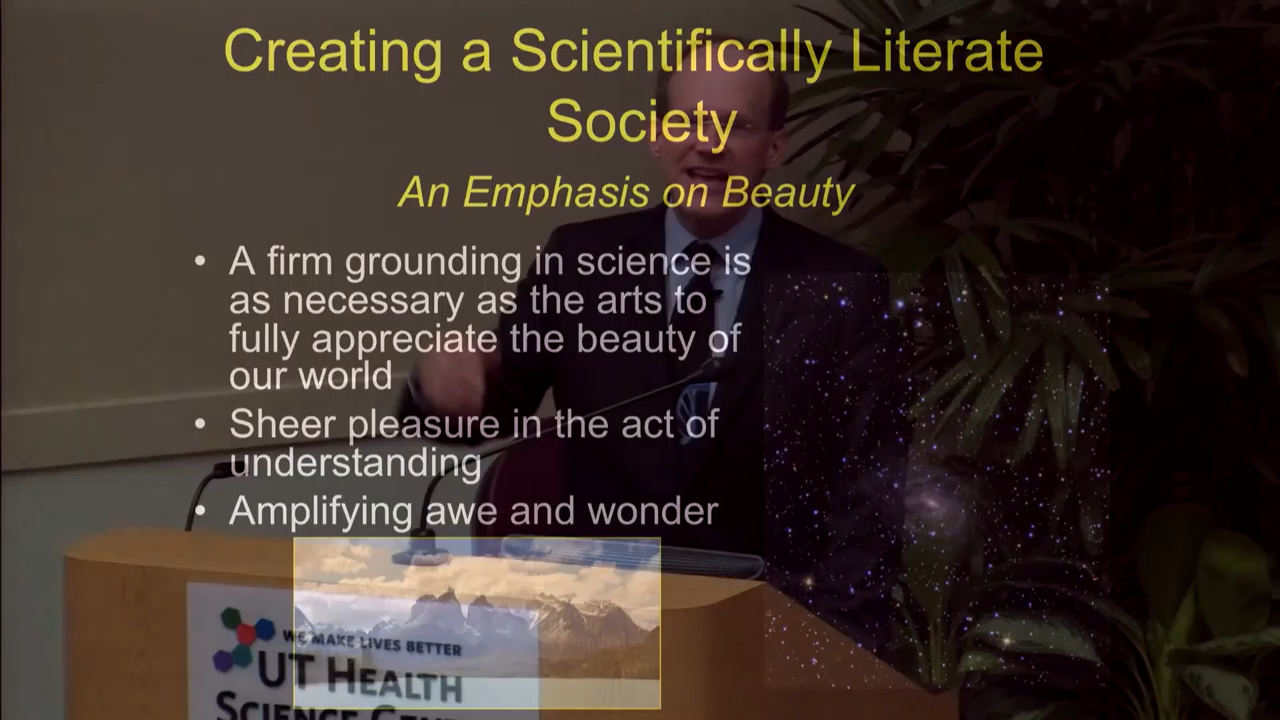 Creating a Scientifically Literate
Society
An Emphasis on Beauty
• A firm grounding in science is
as necessary as the arts to
fully appreciate the beauty of
our world
• Sheer pleasure in the act of
understanding
• Amplifying awe and wonder
WE MAKE LIVES BETTER
UT HEALTH
SCIENCE